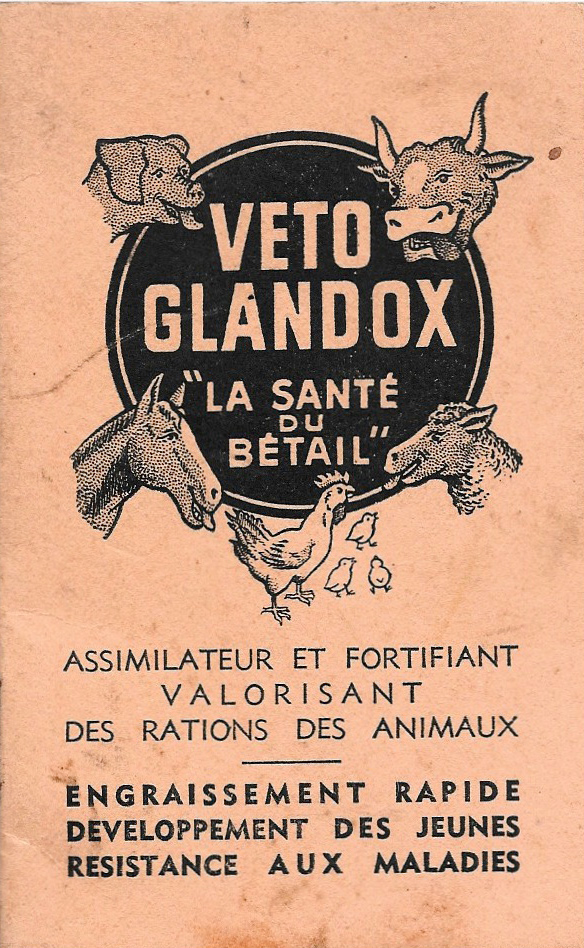 VETO
GLANDOX
"LA SANTÉ
DU
BÉTAIL"
ASSIMILATEUR ET FORTIFIANT
VALORISANT
DES RATIONS DES ANIMAUX
ENGRAISSEMENT RAPIDE
DEVELOPPEMENT DES JEUNES
RESISTANCE AUX MALADIES